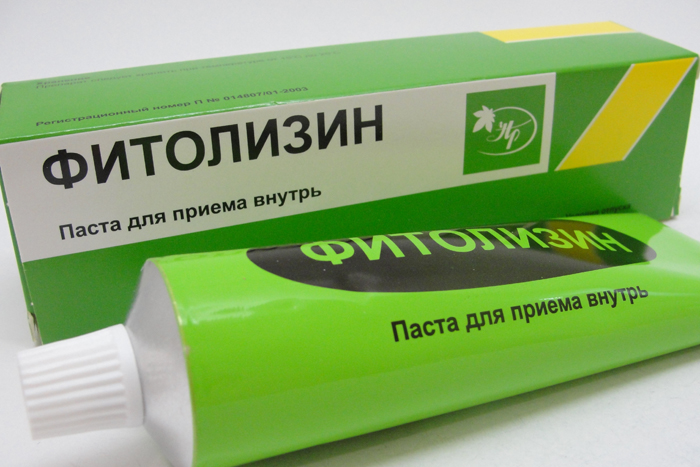 Регистрационный номер П № 014807/01-2003
ФИТОЛИЗИН
Паста для приема внутрь
ФИТОЛИЗИН
Паста для приема внутрь